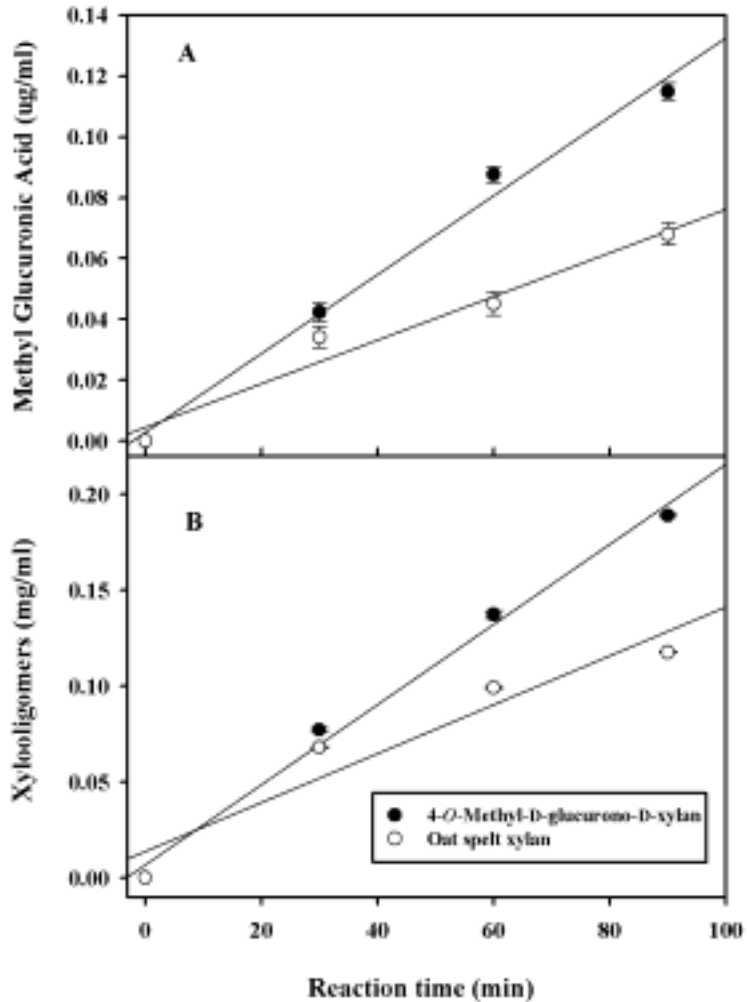 0.14
A
0.12
0.10
0.08
0.06
0.04
0.02
0.00
Methyl Glucuronic Acid (ug/ml)
0.20
B
0.15
0.10
0.05
0.00
Xylooligomers (mg/ml)
4-O-Methyl-D-glucurono-D-xylan
Oat spelt xylan
0 20 40 60 80 100
Reaction time (min)